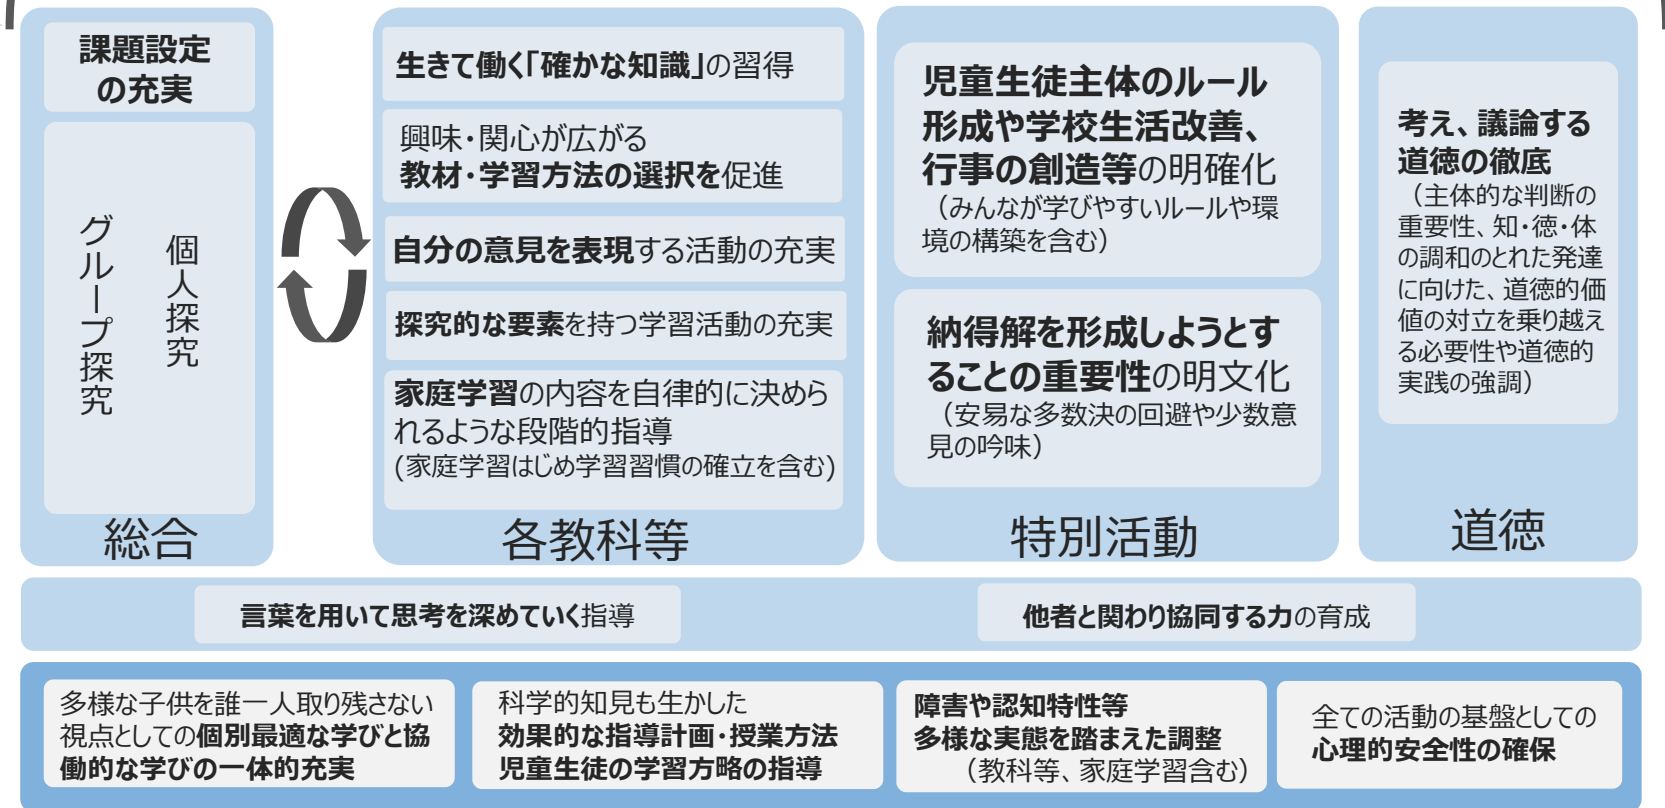 課題設定
の充実
グループ探究
個人探究
総合
生きて働く「確かな知識」の習得
興味・関心が広がる
教材・学習方法の選択を促進
自分の意見を表現する活動の充実
探究的な要素を持つ学習活動の充実
家庭学習の内容を自律的に決めら
れるような段階的指導
(家庭学習はじめ学習習慣の確立を含む)
各教科等
児童生徒主体のルール
形成や学校生活改善、
行事の創造等の明確化
（みんなが学びやすいルールや環
境の構築を含む）
納得解を形成しようとす
ることの重要性の明文化
（安易な多数決の回避や少数意
見の吟味）
特別活動
考え、議論する
道徳の徹底
（主体的な判断の
重要性、知・徳・体
の調和のとれた発達
に向けた、道徳的価
値の対立を乗り越え
る必要性や道徳的
実践の強調）
道徳
言葉を用いて思考を深めていく指導
他者と関わり協同する力の育成
多様な子供を誰一人取り残さない
視点としての個別最適な学びと協
働的な学びの一体的充実
科学的知見も生かした
効果的な指導計画・授業方法
児童生徒の学習方略の指導
障害や認知特性等
多様な実態を踏まえた調整
（教科等、家庭学習含む）
全ての活動の基盤としての
心理的安全性の確保